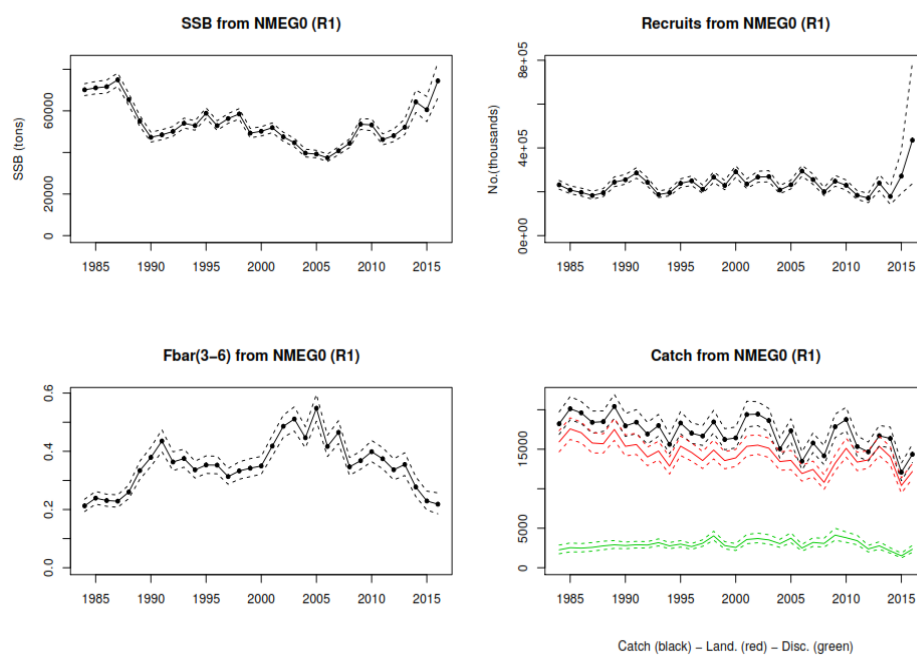 SSB from NMEG0 (R1)
SSB (tons)
0 20000 60000
1985 1990 1995 2000 2005 2010 2015
Recruits from NMEG0 (R1)
No.(thousands)
0e+00 4e+05 8e+05
1985 1990 1995 2000 2005 2010 2015
Fbar(3−6) from NMEG0 (R1)
0.0 0.2 0.4 0.6
1985 1990 1995 2000 2005 2010 2015
Catch from NMEG0 (R1)
0 5000 15000
1985 1990 1995 2000 2005 2010 2015
Catch (black) − Land. (red) − Disc. (green)